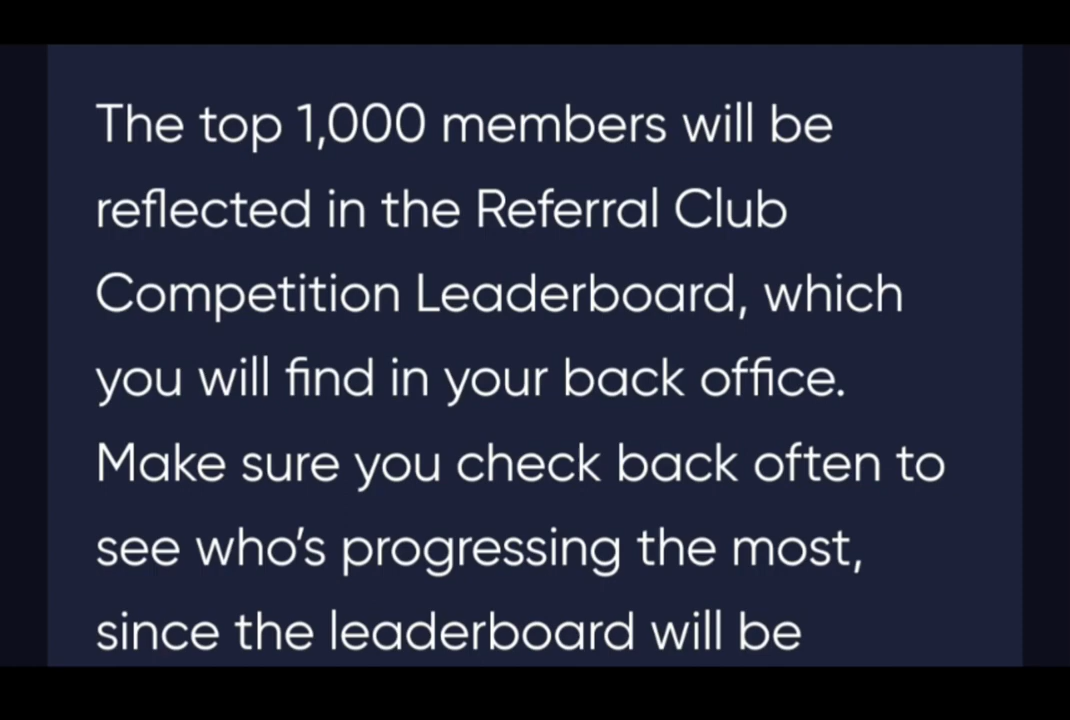 The top 1,000 members will be
reflected in the Referral Club
Competition Leaderboard, which
you will find in your back office.
Make sure you check back often to
see who’s progressing the most,
since the leaderboard will be